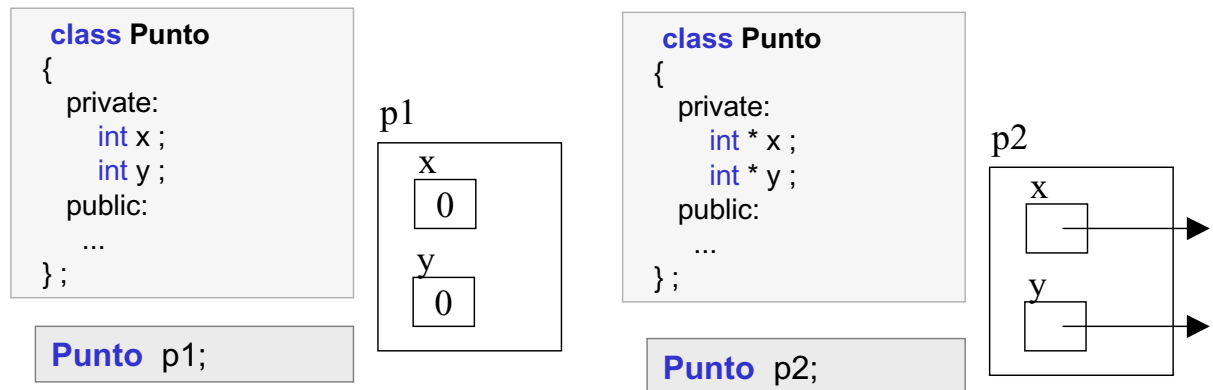 class Punto
{
private:
int x ;
int y ;
public:
...
} ;
Punto p1;
p1
x
0
y
0
class Punto
{
private:
int * x ;
int * y ;
public:
...
} ;
Punto p2;
p2
x
y